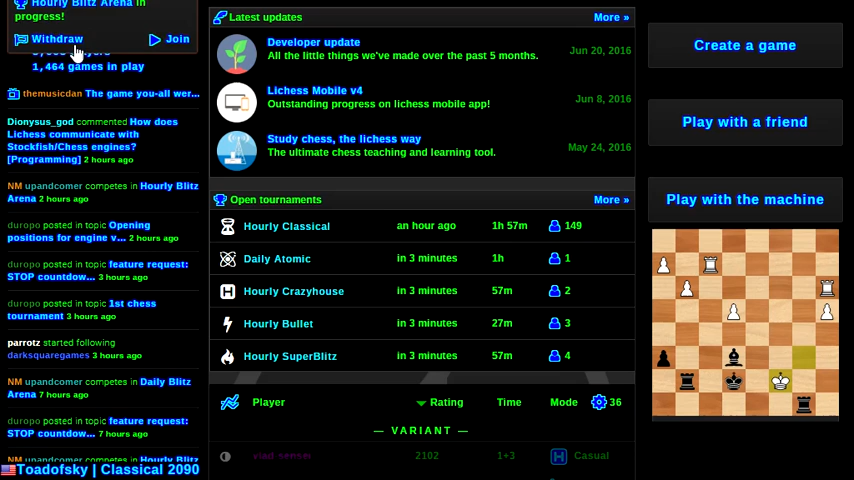 Hourly Blitz Arena in
progress!
Withdraw Join
1,464 games in play
themusicdan The game you-all wer...
Dionysus_god commented How does
Lichess communicate with
Stockfish/Chess engines?
[Programming] 2 hours ago
NM upandcomer competes in Hourly Blitz
Arena 2 hours ago
duropo posted in topic Opening
positions for engine v... 2 hours ago
duropo posted in topic feature request:
STOP countdow... 3 hours ago
duropo posted in topic 1st chess
tournament 3 hours ago
parrotz started following
darksquaregames 3 hours ago
NM upandcomer competes in Daily Blitz
Arena 7 hours ago
duropo posted in topic feature request:
STOP countdow... 7 hours ago
NM upandcomer competes in Hourly Blitz
Toadofsky | Classical 2090
Latest updates More »
Developer update
All the little things we've made over the past 5 months. Jun 20, 2016
Lichess Mobile v4
Outstanding progress on lichess mobile app! Jun 8, 2016
Study chess, the lichess way
The ultimate chess teaching and learning tool. May 24, 2016
Open tournaments More »
Hourly Classical an hour ago 1h 57m 149
Daily Atomic in 3 minutes 1h 1
Hourly Crazyhouse in 3 minutes 57m 2
Hourly Bullet in 3 minutes 27m 3
Hourly SuperBlitz in 3 minutes 57m 4
Player Rating Time Mode 36
— VARIANT —
vlad_sensei 2102 1+3 Casual
Create a game
Play with a friend
Play with the machine